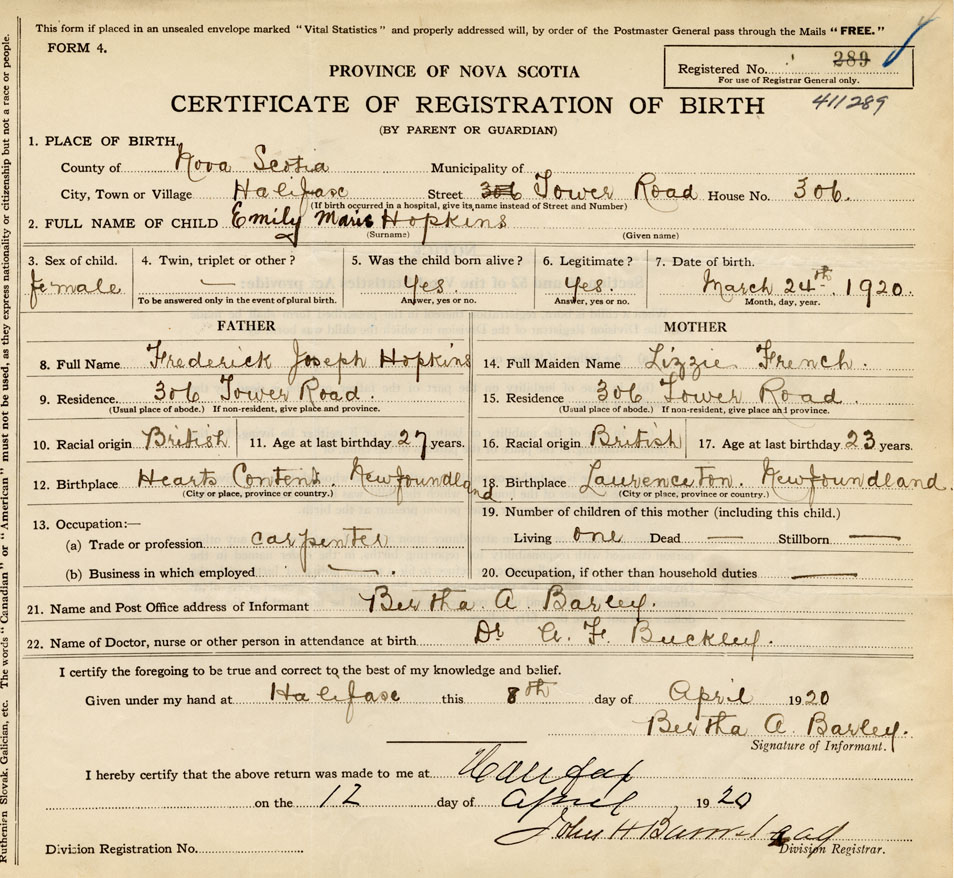 This form if placed in an unsealed envelope marked "Vital Statistics" and properly addressed will, by order of the Postmaster General pass through the Mails "FREE."
FORM 4.
Registered No. 289
For use of Registrar General only.
PROVINCE OF NOVA SCOTIA
411289
CERTIFICATE OF REGISTRATION OF BIRTH
(BY PARENT OR GUARDIAN)
1. PLACE OF BIRTH.
County of Nova Scotia Municipality of
City, Town or Village Halifax Street 306 Tower Road House No. 306.
(If birth occurred in a hospital, give its name instead of Street and Number)
2. FULL NAME OF CHILD Emily Marie Hopkins
(Surname) (Given name)
3. Sex of child. 4. Twin, triplet or other? 5. Was the child born alive? 6. Legitimate? 7. Date of birth.
female — Yes. Yes. March 24th. 1920.
To be answered only in the event of plural birth. Answer, yes or no. Answer, yes or no. Month, day, year.
FATHER
8. Full Name Frederick Joseph Hopkins
9. Residence. 306 Tower Road.
(Usual place of abode.) If non-resident, give place and province.
10. Racial origin British 11. Age at last birthday 27 years.
12. Birthplace Hearts Content. Newfoundland
(City or place, province or country.)
13. Occupation:—
(a) Trade or profession. carpenter
(b) Business in which employed —.
MOTHER
14. Full Maiden Name Lizzie French.
15. Residence 306 Tower Road.
(Usual place of abode.) If non-resident, give place and province.
16. Racial origin British 17. Age at last birthday 23 years.
18. Birthplace Laurenceton. Newfoundland.
(City or place, province or country.)
19. Number of children of this mother (including this child.)
Living one Dead — Stillborn —
20. Occupation, if other than household duties —
21. Name and Post Office address of Informant Bertha A. Barley.
22. Name of Doctor, nurse or other person in attendance at birth. Dr A. F. Buckley.
I certify the foregoing to be true and correct to the best of my knowledge and belief.
Given under my hand at Halifax this 8th day of April 1920
Bertha A. Barley.
Signature of Informant.
I hereby certify that the above return was made to me at Halifax
on the 12 day of April, 1920
John H Barnstead
Division Registrar.
Division Registration No.
Ruthenian Slovak, Galician, etc. The words "Canadian" or "American" must not be used, as they express nationality or citizenship but not a race or people.